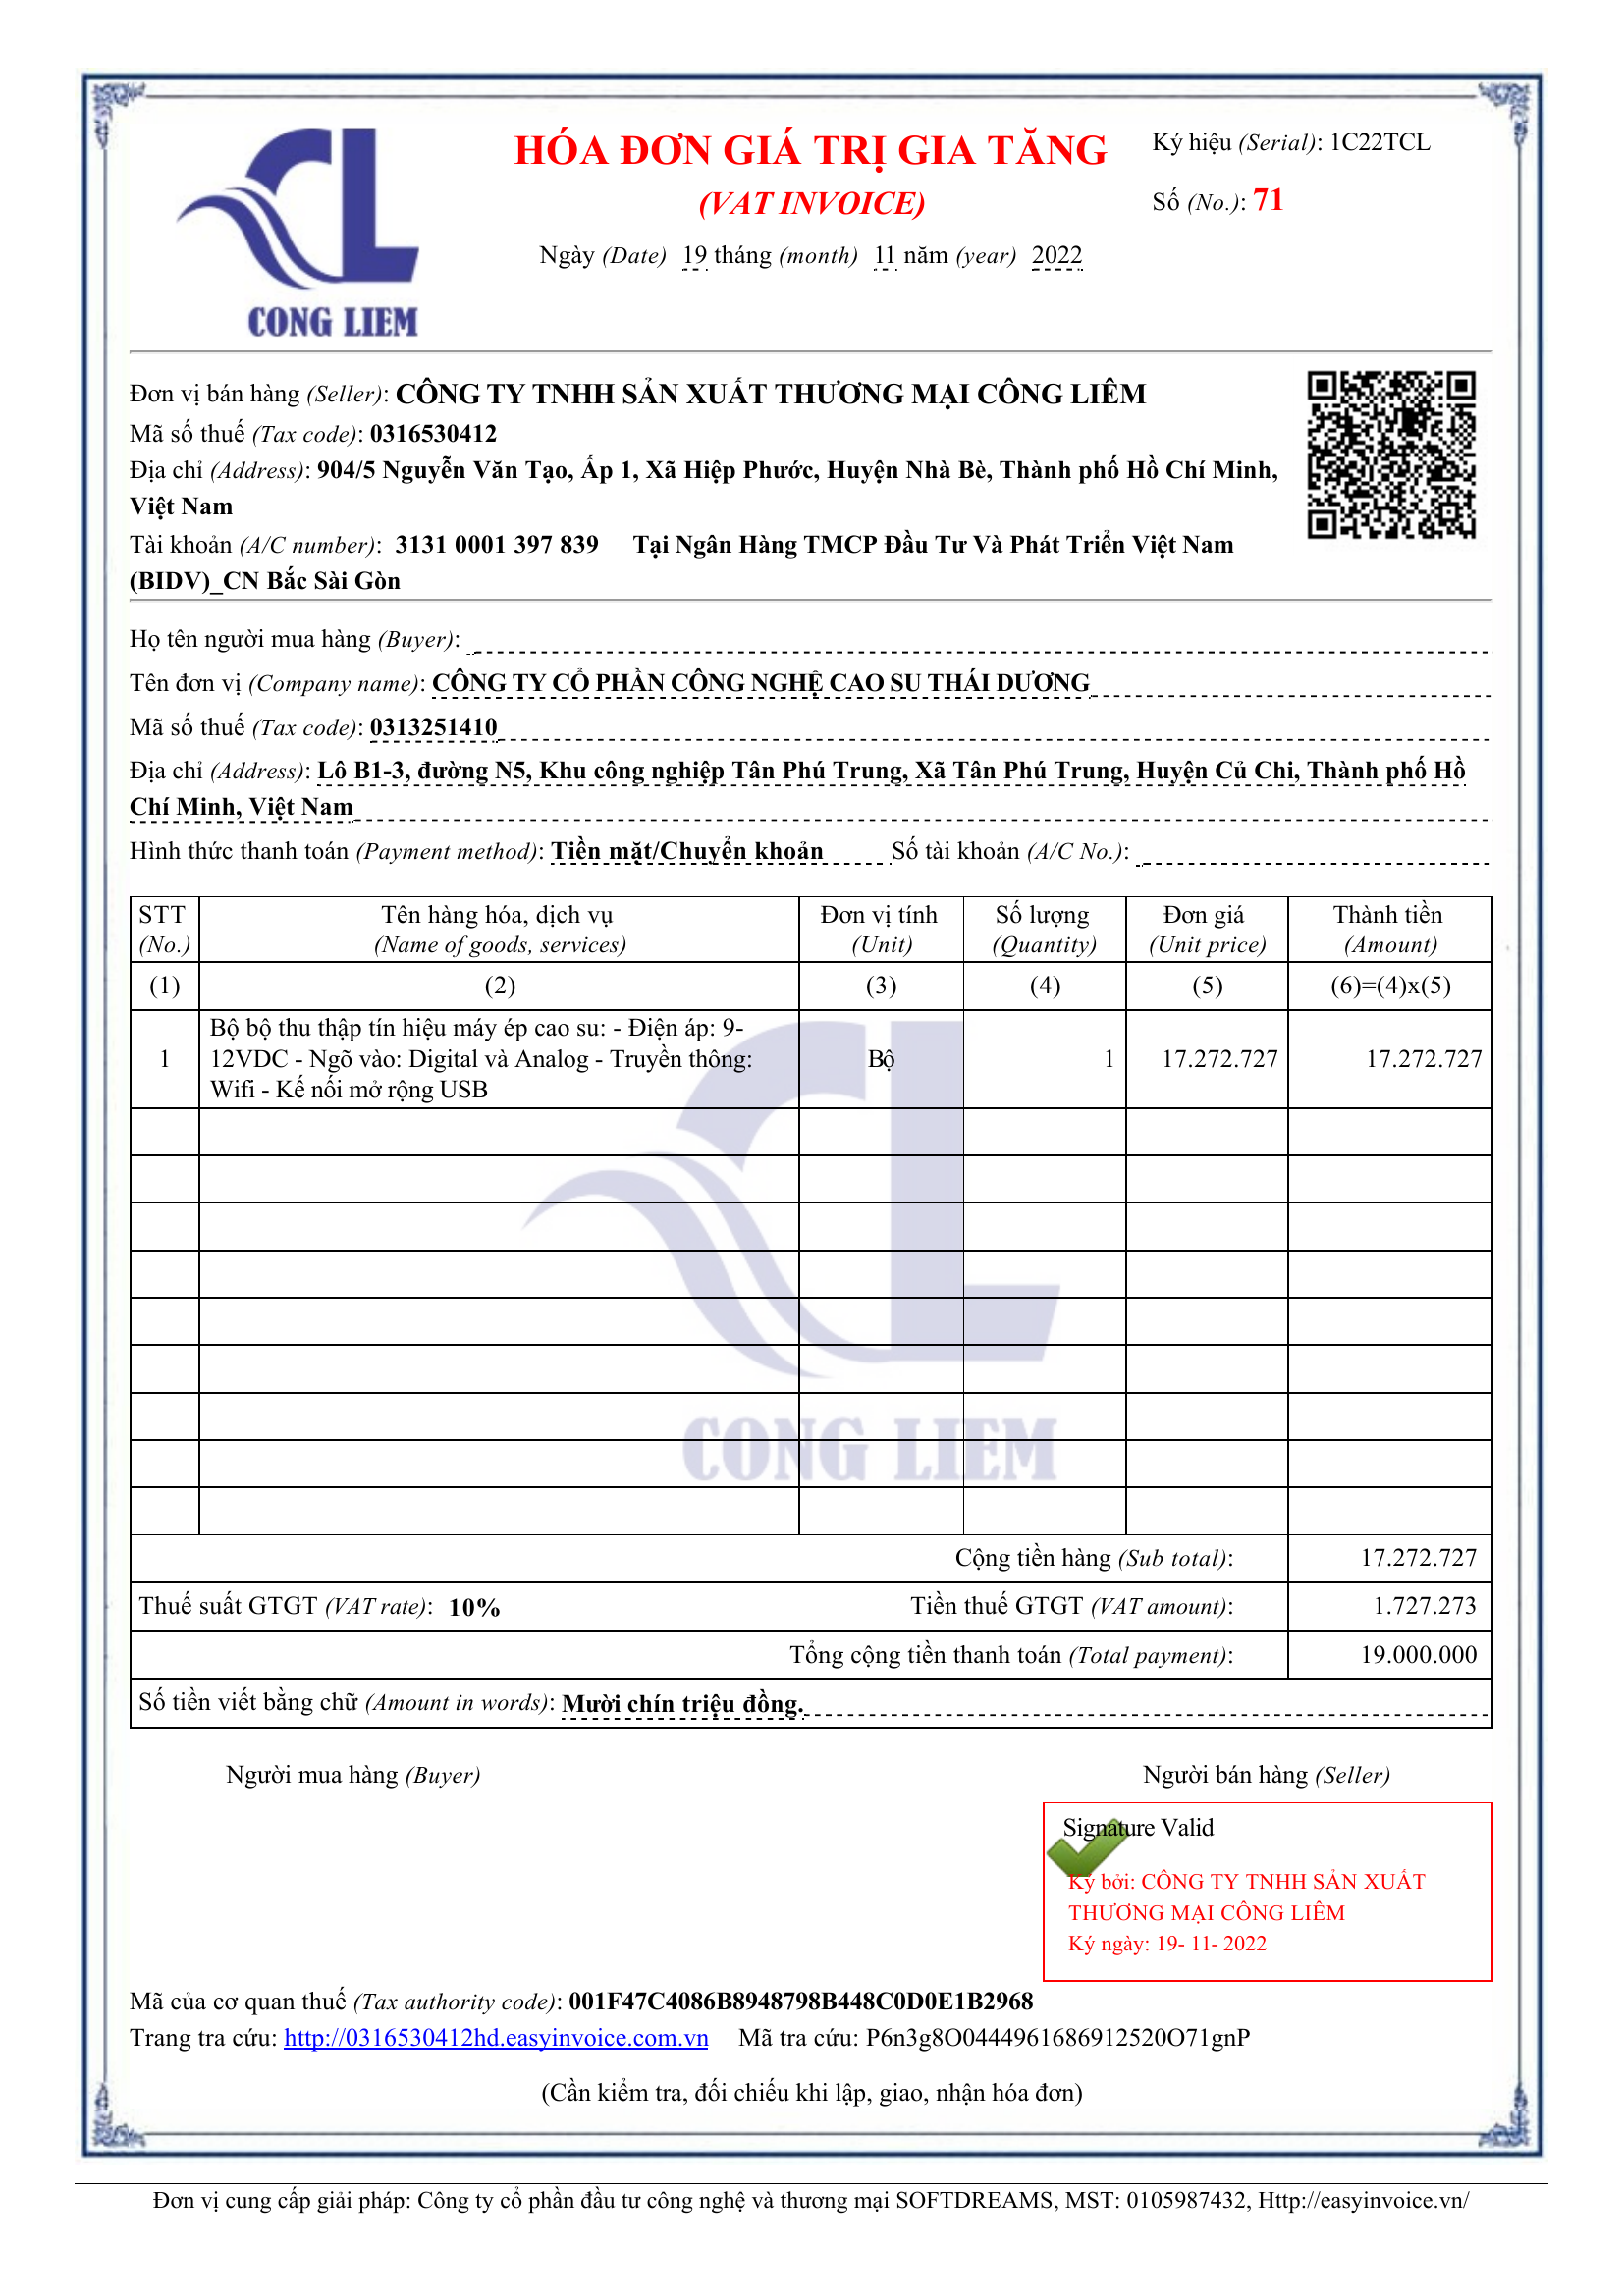 CONG LIEM
HÓA ĐƠN GIÁ TRỊ GIA TĂNG
(VAT INVOICE)
Ngày (Date) 19 tháng (month) 11 năm (year) 2022
Ký hiệu (Serial): 1C22TCL
Số (No.): 71
Đơn vị bán hàng (Seller): CÔNG TY TNHH SẢN XUẤT THƯƠNG MẠI CÔNG LIÊM
Mã số thuế (Tax code): 0316530412
Địa chỉ (Address): 904/5 Nguyễn Văn Tạo, Ấp 1, Xã Hiệp Phước, Huyện Nhà Bè, Thành phố Hồ Chí Minh,
Việt Nam
Tài khoản (A/C number): 3131 0001 397 839 Tại Ngân Hàng TMCP Đầu Tư Và Phát Triển Việt Nam
(BIDV)_CN Bắc Sài Gòn
Họ tên người mua hàng (Buyer):
Tên đơn vị (Company name): CÔNG TY CỔ PHẦN CÔNG NGHỆ CAO SU THÁI DƯƠNG
Mã số thuế (Tax code): 0313251410
Địa chỉ (Address): Lô B1-3, đường N5, Khu công nghiệp Tân Phú Trung, Xã Tân Phú Trung, Huyện Củ Chi, Thành phố Hồ
Chí Minh, Việt Nam
Hình thức thanh toán (Payment method): Tiền mặt/Chuyển khoản Số tài khoản (A/C No.):
STT Tên hàng hóa, dịch vụ Đơn vị tính Số lượng Đơn giá Thành tiền
(No.) (Name of goods, services) (Unit) (Quantity) (Unit price) (Amount)
(1) (2) (3) (4) (5) (6)=(4)x(5)
Bộ bộ thu thập tín hiệu máy ép cao su: - Điện áp: 9-
1 12VDC - Ngõ vào: Digital và Analog - Truyền thông: Bộ 1 17.272.727 17.272.727
Wifi - Kế nối mở rộng USB
CONG LIEM
Cộng tiền hàng (Sub total): 17.272.727
Thuế suất GTGT (VAT rate): 10% Tiền thuế GTGT (VAT amount): 1.727.273
Tổng cộng tiền thanh toán (Total payment): 19.000.000
Số tiền viết bằng chữ (Amount in words): Mười chín triệu đồng.
Người mua hàng (Buyer) Người bán hàng (Seller)
Signature Valid
Ký bởi: CÔNG TY TNHH SẢN XUẤT
THƯƠNG MẠI CÔNG LIÊM
Ký ngày: 19- 11- 2022
Mã của cơ quan thuế (Tax authority code): 001F47C4086B8948798B448C0D0E1B2968
Trang tra cứu: http://0316530412hd.easyinvoice.com.vn Mã tra cứu: P6n3g8O0444961686912520O71gnP
(Cần kiểm tra, đối chiếu khi lập, giao, nhận hóa đơn)
Đơn vị cung cấp giải pháp: Công ty cổ phần đầu tư công nghệ và thương mại SOFTDREAMS, MST: 0105987432, Http://easyinvoice.vn/